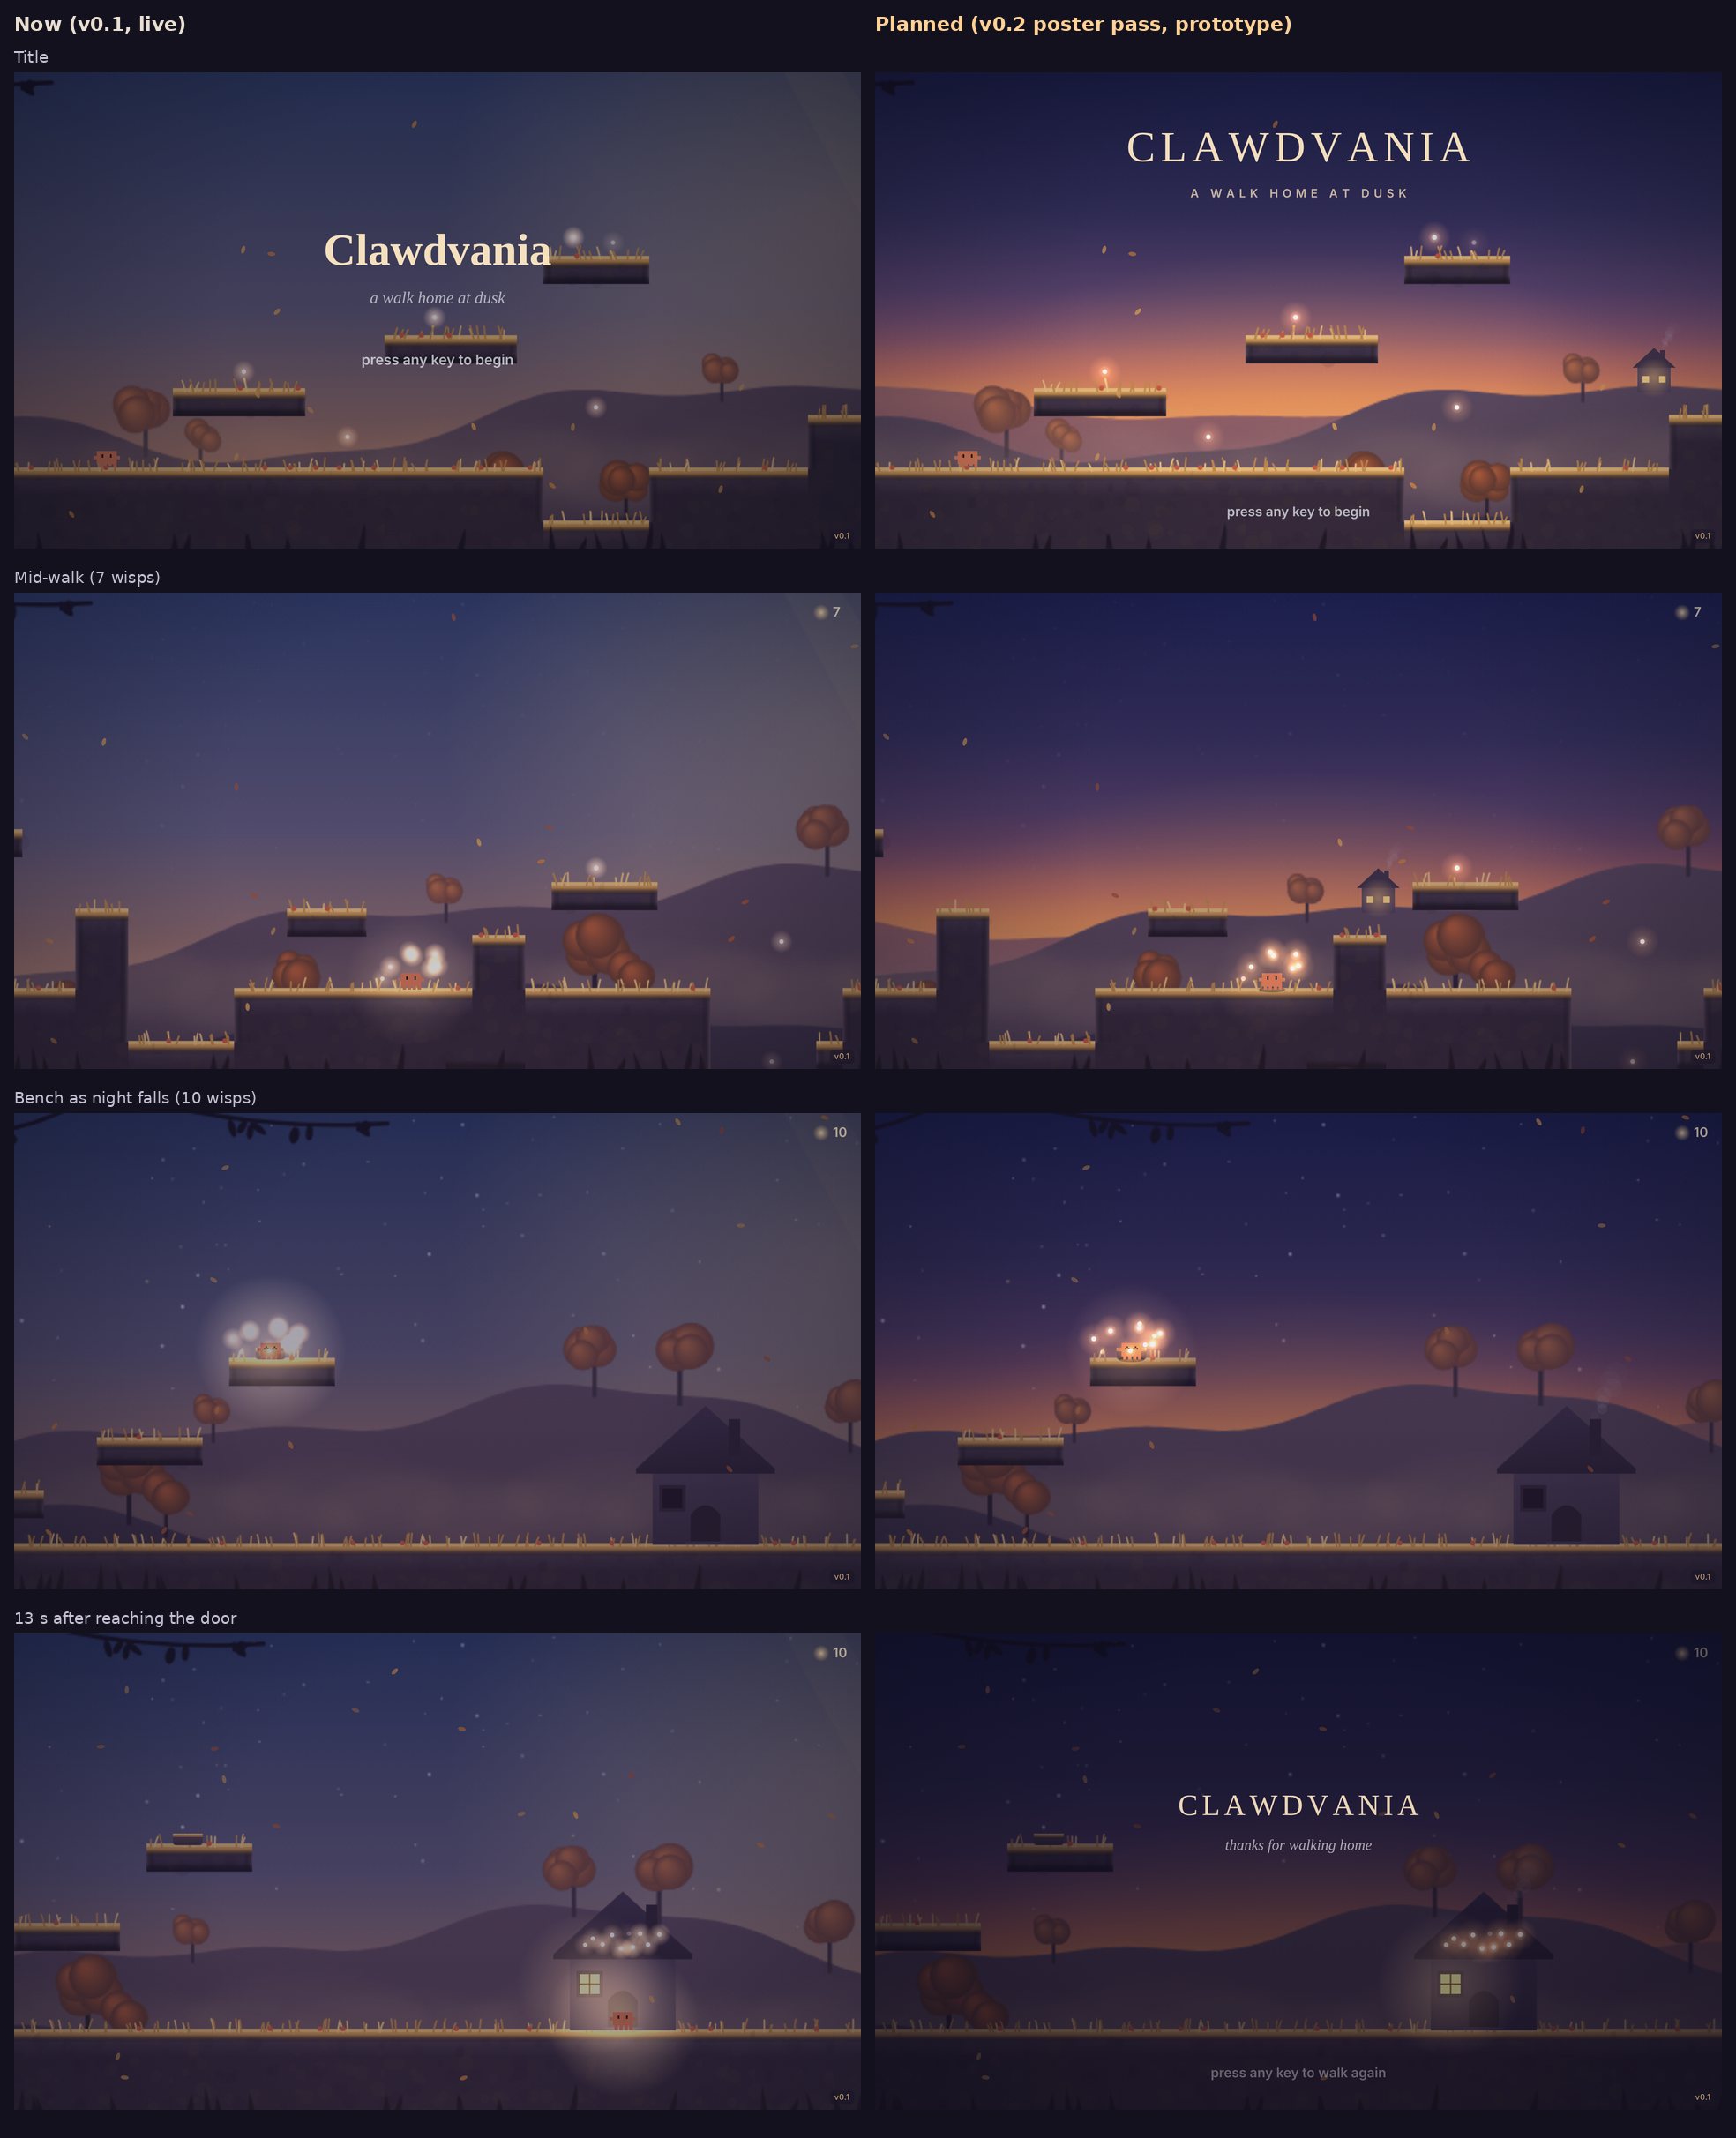 Now (v0.1, live)
Planned (v0.2 poster pass, prototype)
Title
Clawdvania
a walk home at dusk
press any key to begin
v0.1
CLAWDVANIA
A WALK HOME AT DUSK
press any key to begin
v0.1
Mid-walk (7 wisps)
7
v0.1
7
v0.1
Bench as night falls (10 wisps)
10
v0.1
10
v0.1
13 s after reaching the door
10
v0.1
10
CLAWDVANIA
thanks for walking home
press any key to walk again
v0.1